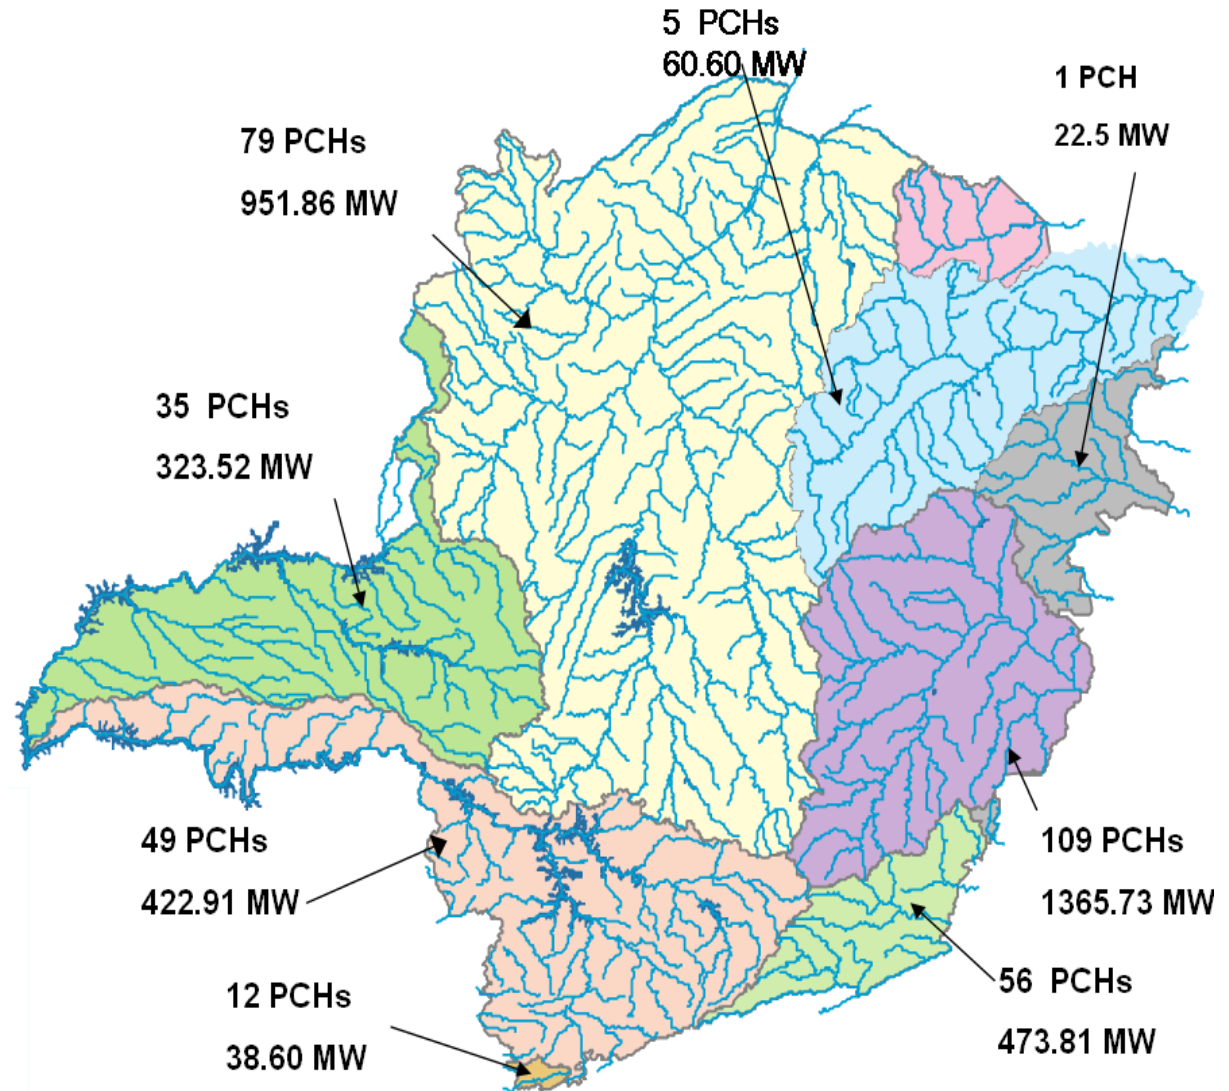 5 PCHs
60.60 MW
1 PCH
22.5 MW
79 PCHs
951.86 MW
35 PCHs
323.52 MW
49 PCHs
422.91 MW
109 PCHs
1365.73 MW
12 PCHs
38.60 MW
56 PCHs
473.81 MW